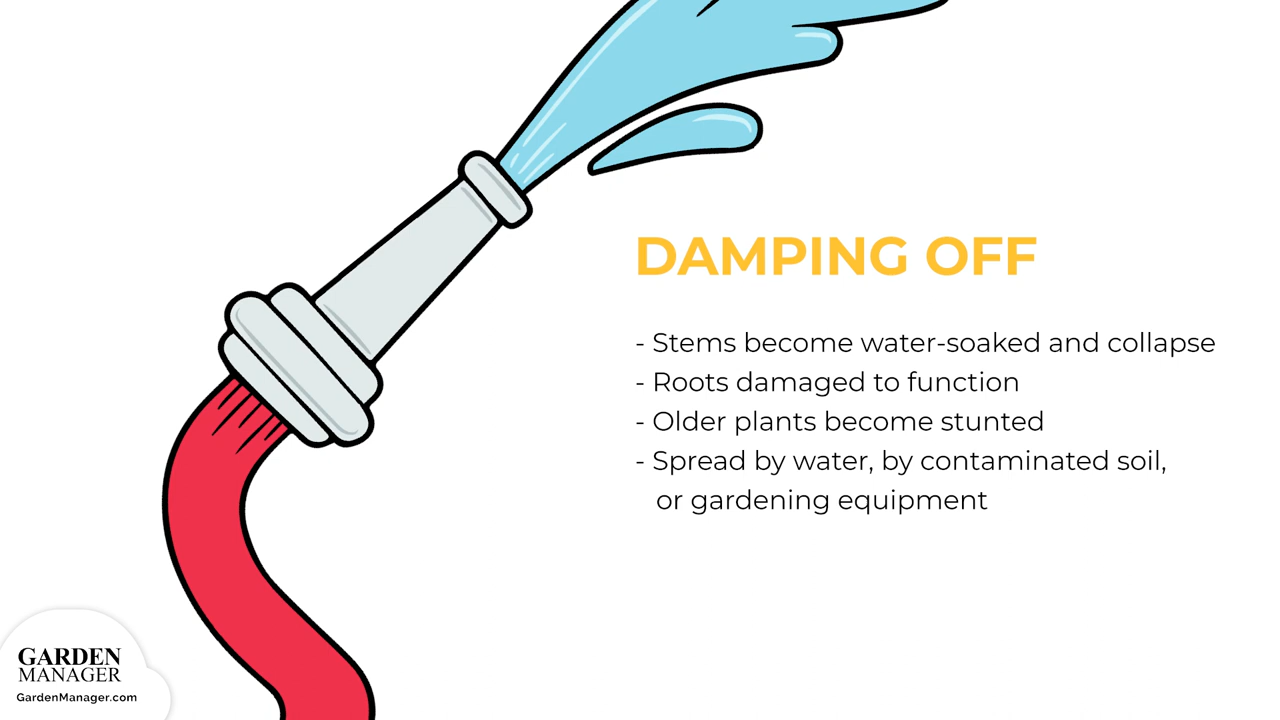 DAMPING OFF
- Stems become water-soaked and collapse
- Roots damaged to function
- Older plants become stunted
- Spread by water, by contaminated soil,
or gardening equipment
GARDEN
MANAGER
GardenManager.com